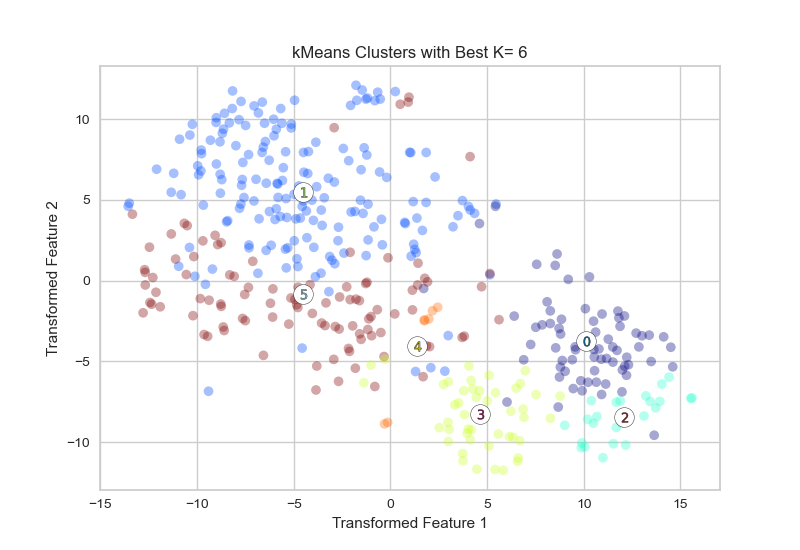 kMeans Clusters with Best K= 6
Transformed Feature 2
10
5
0
−5
−10
1
5
4
0
3
2
−15 −10 −5 0 5 10 15
Transformed Feature 1